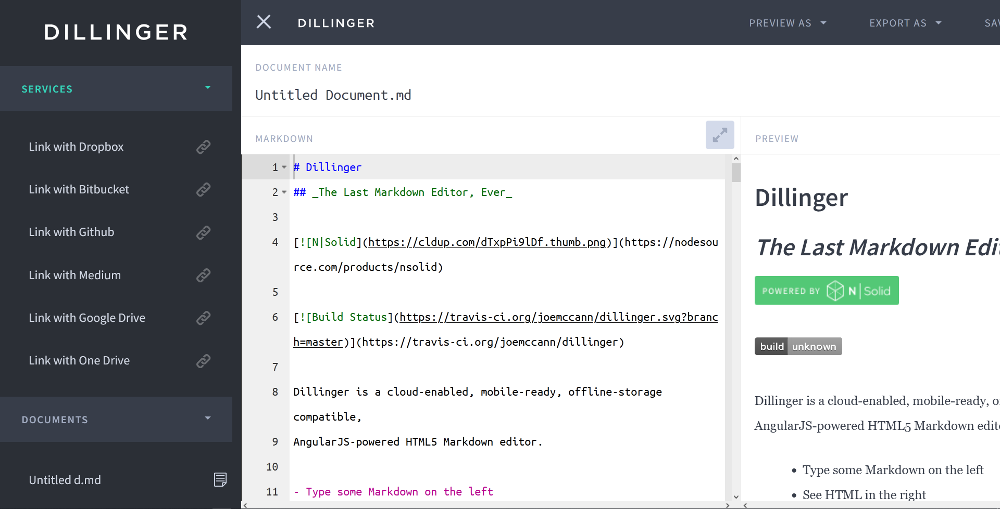 DILLINGER
SERVICES
Link with Dropbox
Link with Bitbucket
Link with Github
Link with Medium
Link with Google Drive
Link with One Drive
DOCUMENTS
Untitled d.md
DILLINGER
PREVIEW AS
EXPORT AS
DOCUMENT NAME
Untitled Document.md
MARKDOWN
1 # Dillinger
2 ## _The Last Markdown Editor, Ever_
3
4 [![N|Solid](https://cldup.com/dTxpPi9lDf.thumb.png)](https://nodesou
rce.com/products/nsolid)
5
6 [![Build Status](https://travis-ci.org/joemccann/dillinger.svg?branc
h=master)](https://travis-ci.org/joemccann/dillinger)
7
8 Dillinger is a cloud-enabled, mobile-ready, offline-storage
compatible,
9 AngularJS-powered HTML5 Markdown editor.
10
11 - Type some Markdown on the left
PREVIEW
Dillinger
The Last Markdown
POWERED BY N|Solid
build unknown
Dillinger is a cloud-enabled, mobile-ready,
AngularJS-powered HTML5 Markdown
• Type some Markdown on the left
• See HTML in the right